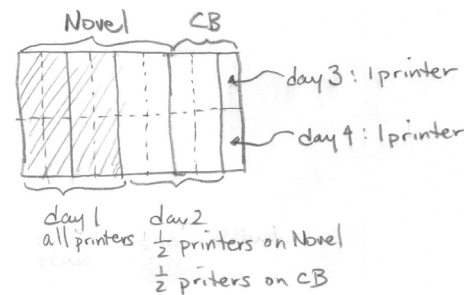 Novel CB
day 3: 1 printer
day 4: 1 printer
day 1 day 2
all printers 1/2 printers on Novel
1/2 priters on CB